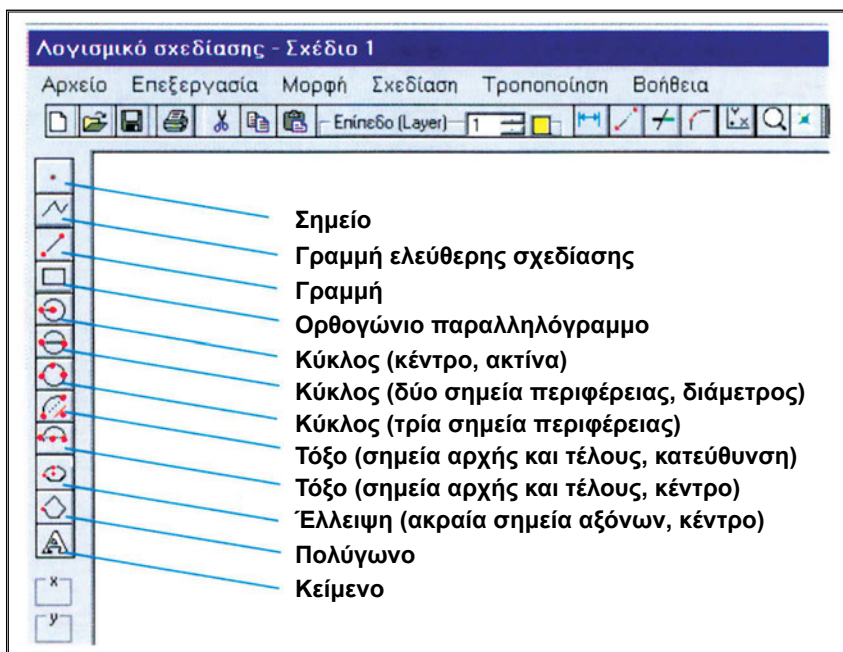 Λογισμικό σχεδίασης - Σχέδιο 1
Αρχείο Επεξεργασία Μορφή Σχεδίαση Τροποποίηση Βοήθεια
Επίπεδο (Layer) 1
Σημείο
Γραμμή ελεύθερης σχεδίασης
Γραμμή
Ορθογώνιο παραλληλόγραμμο
Κύκλος (κέντρο, ακτίνα)
Κύκλος (δύο σημεία περιφέρειας, διάμετρος)
Κύκλος (τρία σημεία περιφέρειας)
Τόξο (σημεία αρχής και τέλους, κατεύθυνση)
Τόξο (σημεία αρχής και τέλους, κέντρο)
Έλλειψη (ακραία σημεία αξόνων, κέντρο)
Πολύγωνο
Κείμενο
x
y